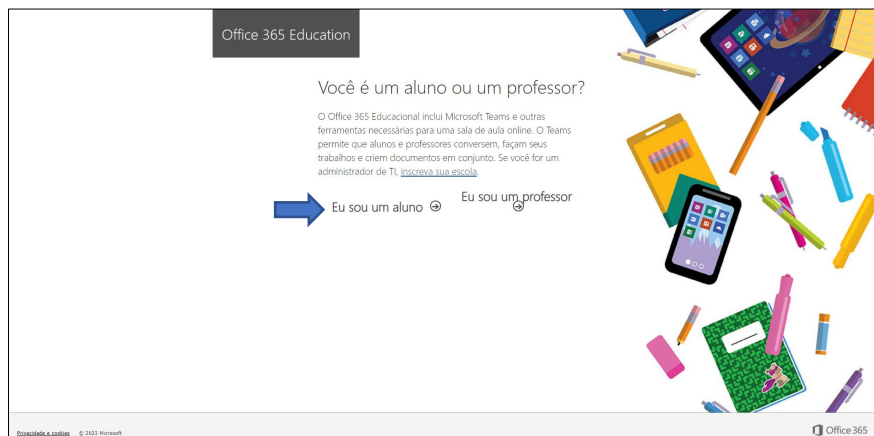 Office 365 Education
Você é um aluno ou um professor?
O Office 365 Educacional inclui Microsoft Teams e outras
ferramentas necessárias para uma sala de aula online. O Teams
permite que alunos e professores conversem, façam seus
trabalhos e criem documentos em conjunto. Se você for um
administrador de TI, inscreva sua escola.
Eu sou um aluno
Eu sou um professor
Privacidade e cookies © 2023 Microsoft
Office 365